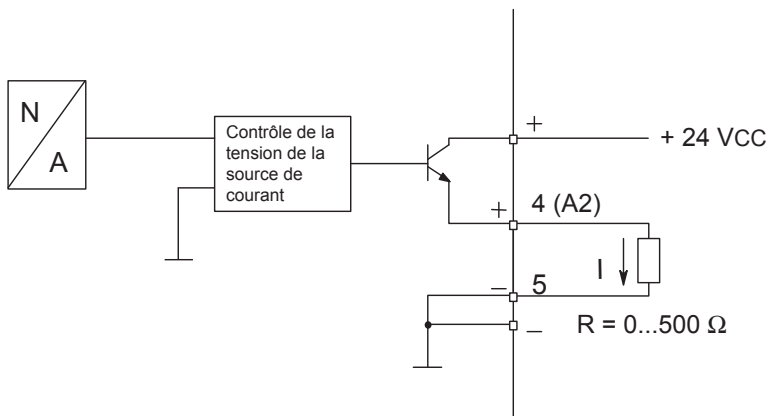 N
A
Contrôle de la
tension de la
source de
courant
+
+ 24 VCC
+
4 (A2)
I
–
5
–
R = 0...500 Ω